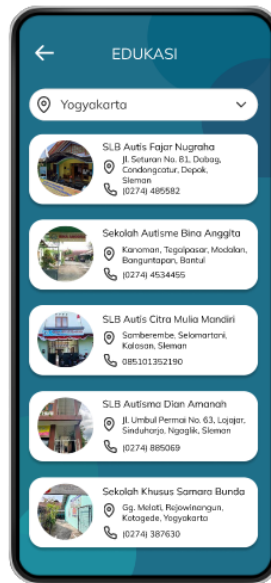 EDUKASI
Yogyakarta
SLB Autis Fajar Nugraha
Jl. Seturan No. 81, Dabag,
Condongcatur, Depok,
Sleman
(0274) 485582
Sekolah Autisme Bina Anggita
Kanoman, Tegalpasar, Modalan,
Banguntapan, Bantul
(0274) 4534455
SLB Autis Citra Mulia Mandiri
Samberembe, Selomartani,
Kalasan, Sleman
085101352190
SLB Autisma Dian Amanah
Jl. Umbul Permai No. 63, Lojajar,
Sinduharjo, Ngaglik, Sleman
(0274) 885069
Sekolah Khusus Samara Bunda
Gg. Melati, Rejowinangun,
Kotagede, Yogyakarta
(0274) 387630